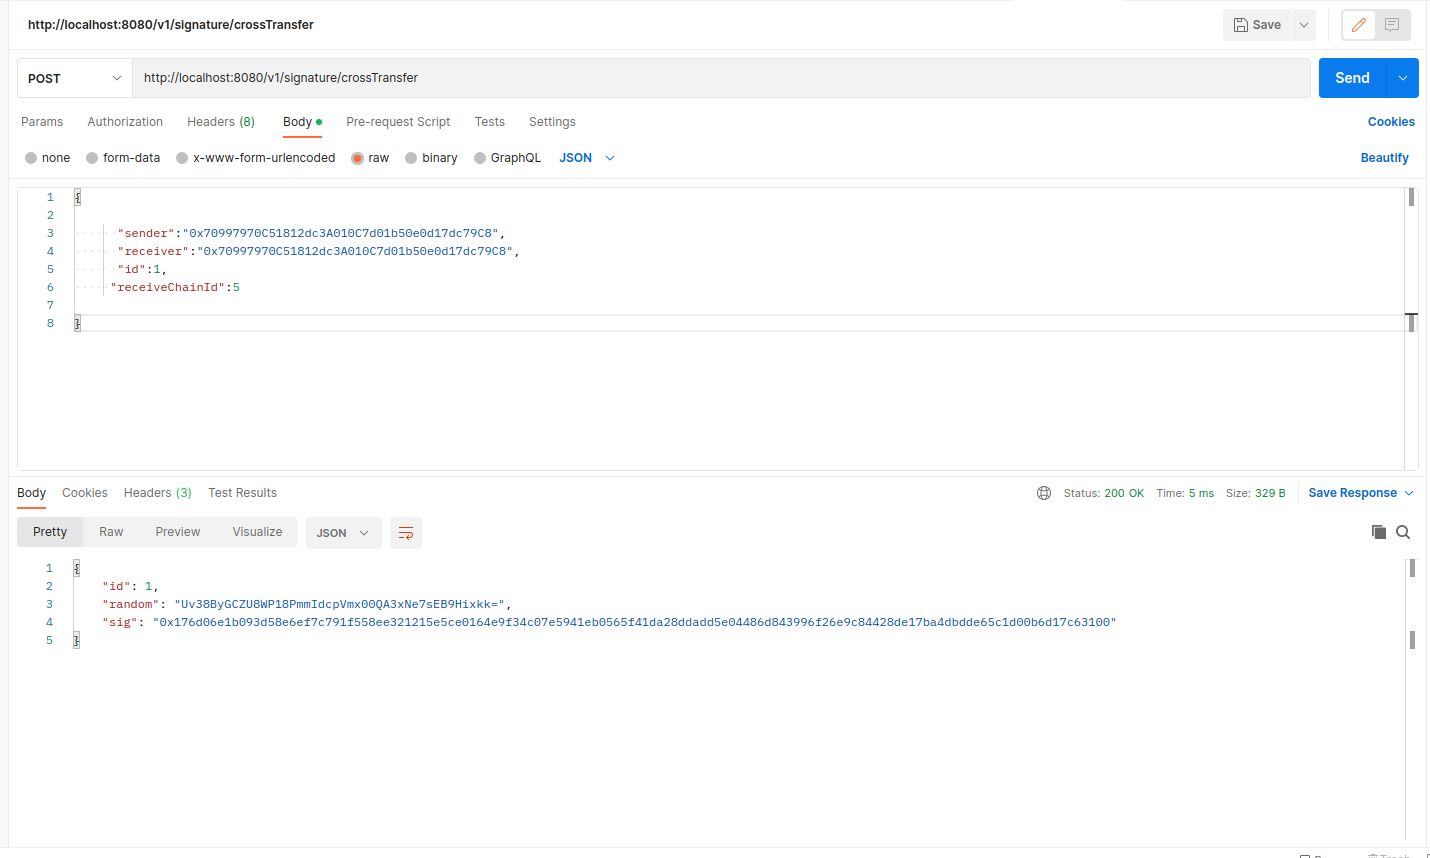 http://localhost:8080/v1/signature/crossTransfer
Save
POST
http://localhost:8080/v1/signature/crossTransfer
Send
Params Authorization Headers (8) Body Pre-request Script Tests Settings Cookies
none form-data x-www-form-urlencoded raw binary GraphQL JSON Beautify
1 {
2
3 "sender":"0x70997970C51812dc3A010C7d01b50e0d17dc79C8",
4 "receiver":"0x70997970C51812dc3A010C7d01b50e0d17dc79C8",
5 "id":1,
6 "receiveChainId":5
7
8 }
Body Cookies Headers (3) Test Results Status: 200 OK Time: 5 ms Size: 329 B Save Response
Pretty Raw Preview Visualize JSON
1 {
2 "id": 1,
3 "random": "Uv38ByGCZU8WP18PmmIdcpVmx00QA3xNe7sEB9Hixkk=",
4 "sig": "0x176d06e1b093d58e6ef7c791f558ee321215e5ce0164e9f34c07e5941eb0565f41da28ddadd5e04486d843996f26e9c84428de17ba4dbdde65c1d00b6d17c63100"
5 }